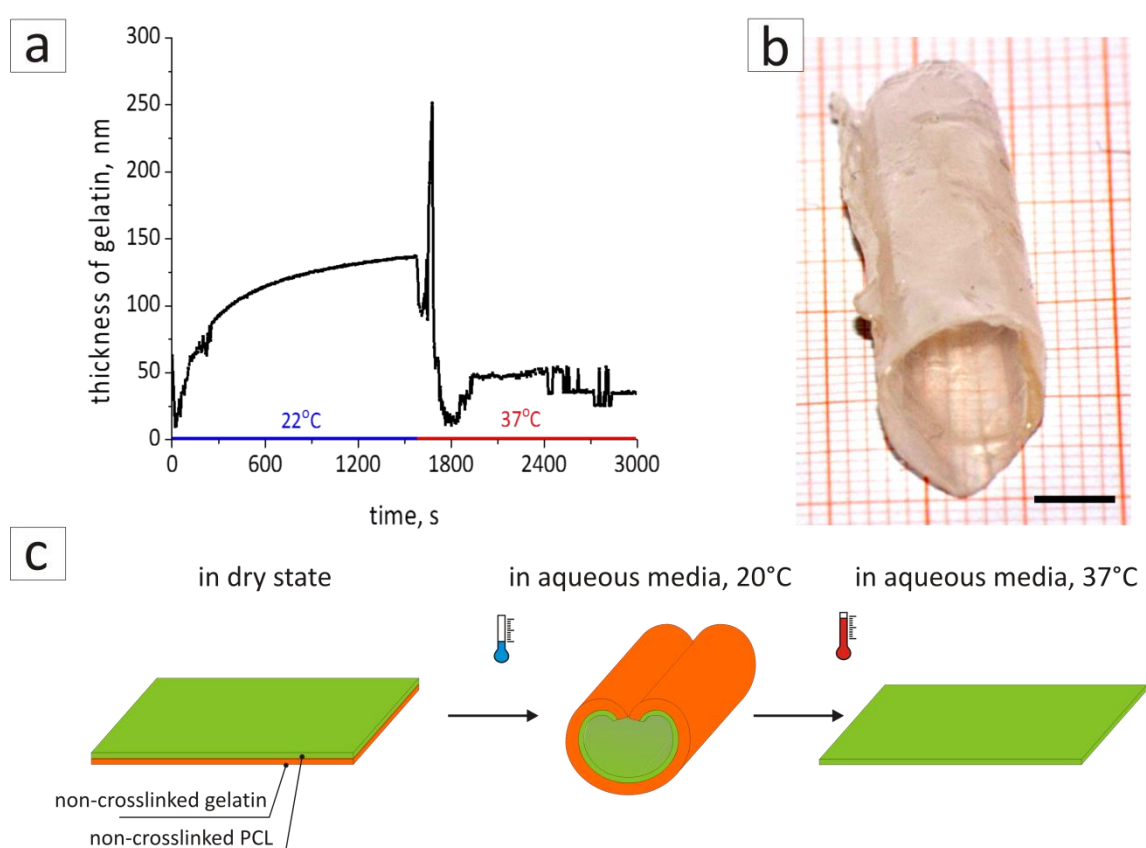 a
300
250
200
150
100
50
0
thickness of gelatin, nm
22°C
37°C
0
600
1200
1800
2400
3000
time, s
b
c
in dry state
in aqueous media, 20°C
in aqueous media, 37°C
non-crosslinked gelatin
non-crosslinked PCL